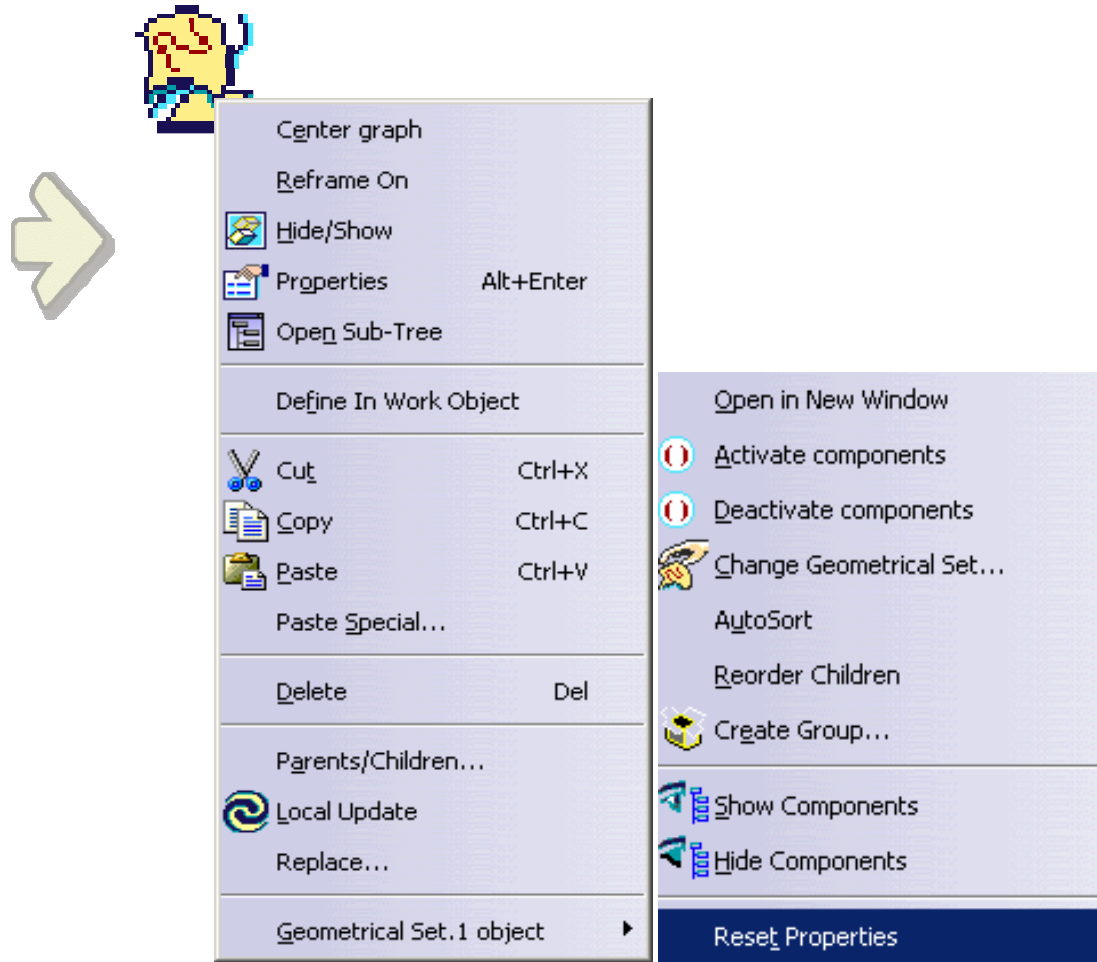 Center graph
Reframe On
Hide/Show
Properties Alt+Enter
Open Sub-Tree
Define In Work Object
Cut Ctrl+X
Copy Ctrl+C
Paste Ctrl+V
Paste Special...
Delete Del
Parents/Children...
Local Update
Replace...
Geometrical Set.1 object
Open in New Window
Activate components
Deactivate components
Change Geometrical Set...
AutoSort
Reorder Children
Create Group...
Show Components
Hide Components
Reset Properties